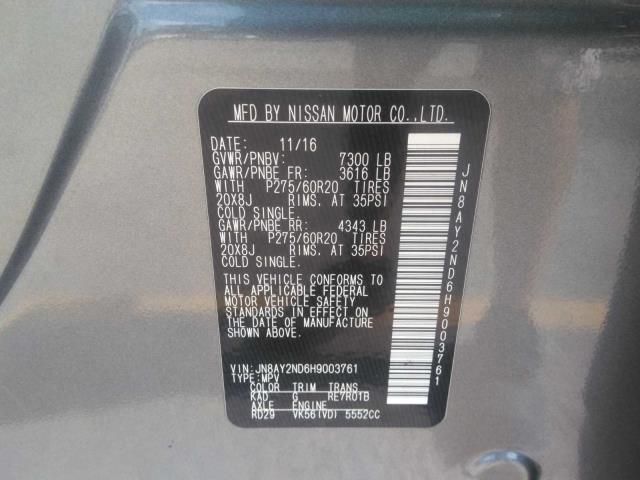 MFD BY NISSAN MOTOR CO.,LTD.
DATE: 11/16
GVWR/PNBV: 7300 LB
GAWR/PNBE FR: 3616 LB
WITH P275/60R20 TIRES
20X8J RIMS. AT 35PSI
COLD SINGLE.
GAWR/PNBE RR: 4343 LB
WITH P275/60R20 TIRES
20X8J RIMS. AT 35PSI
COLD SINGLE.
THIS VEHICLE CONFORMS TO
ALL APPLICABLE FEDERAL
MOTOR VEHICLE SAFETY
STANDARDS IN EFFECT ON
THE DATE OF MANUFACTURE
SHOWN ABOVE.
VIN: JN8AY2ND6H9003761
TYPE: MPV
COLOR TRIM TRANS
KAD G RE7R01B
AXLE ENGINE
RD29 VK56(VD) 5552CC
JN8AY2ND6H9003761